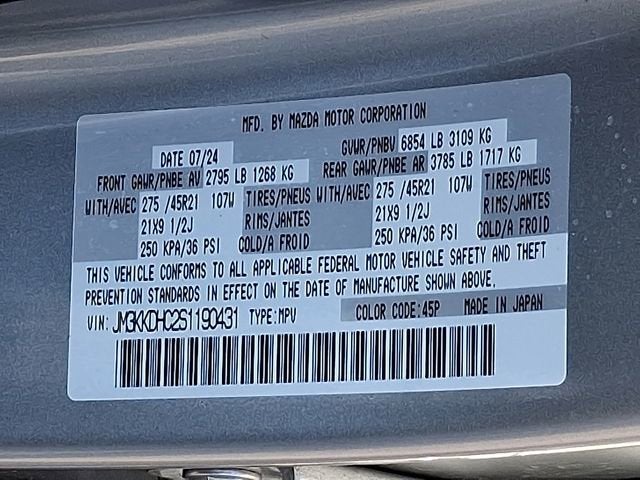 MFD. BY MAZDA MOTOR CORPORATION
DATE 07/24 GVWR/PNBV 6854 LB 3109 KG
FRONT GAWR/PNBE AV 2795 LB 1268 KG REAR GAWR/PNBE AR 3785 LB 1717 KG
WITH/AVEC 275 /45R21 107W TIRES/PNEUS WITH/AVEC 275 /45R21 107W TIRES/PNEUS
21X9 1/2J RIMS/JANTES 21X9 1/2J RIMS/JANTES
250 KPA/36 PSI COLD/A FROID 250 KPA/36 PSI COLD/A FROID
THIS VEHICLE CONFORMS TO ALL APPLICABLE FEDERAL MOTOR VEHICLE SAFETY AND THEFT
PREVENTION STANDARDS IN EFFECT ON THE DATE OF MANUFACTURE SHOWN ABOVE.
VIN: JM3KKDHC2S1190431 TYPE:MPV COLOR CODE:45P MADE IN JAPAN